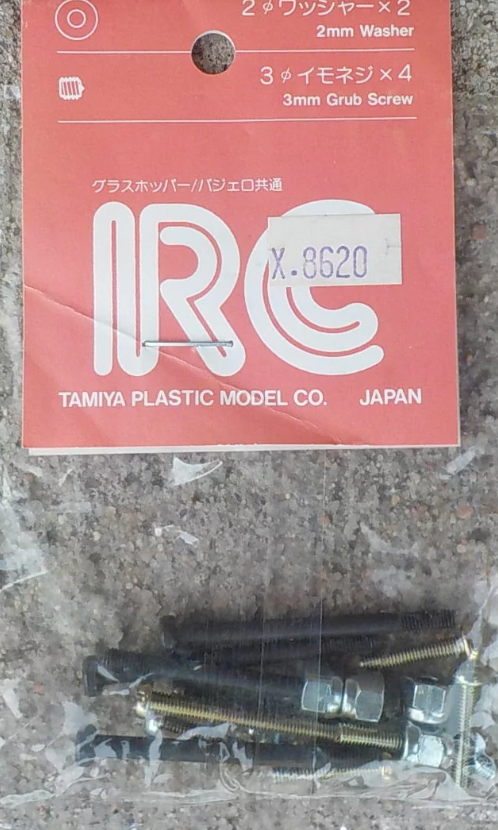 2φワッシャー×2
2mm Washer
3φイモネジ×4
3mm Grub Screw
グラスホッパー/パジェロ共通
RC
X.8620
TAMIYA PLASTIC MODEL CO. JAPAN